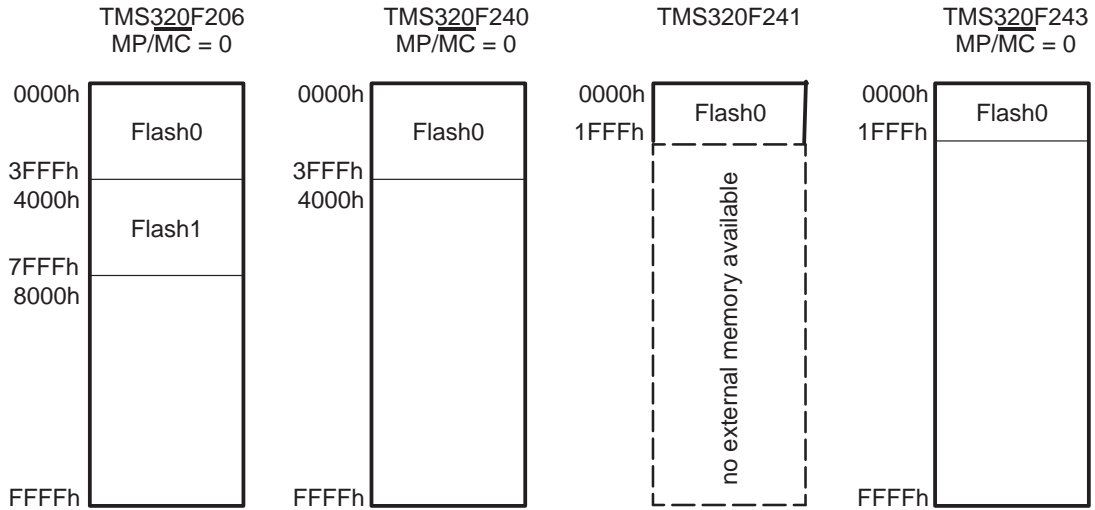 TMS320F206
MP/MC = 0
0000h
Flash0
3FFFh
4000h
Flash1
7FFFh
8000h
FFFFh
TMS320F240
MP/MC = 0
0000h
Flash0
3FFFh
4000h
FFFFh
TMS320F241
0000h
Flash0
1FFFh
no external memory available
TMS320F243
MP/MC = 0
0000h
Flash0
1FFFh
FFFFh